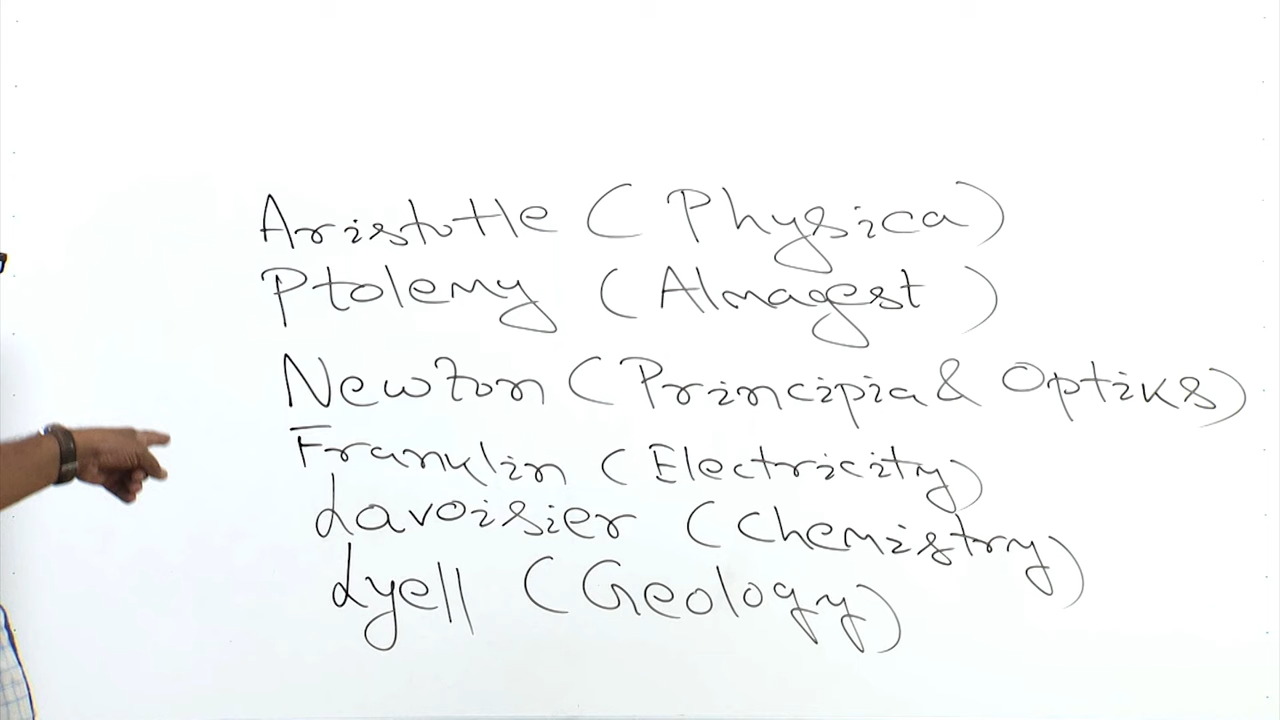 Aristotle (Physica)
Ptolemy (Almagest)
Newton (Principia & Optiks)
Franklin (Electricity)
Lavoisier (Chemistry)
Lyell (Geology)